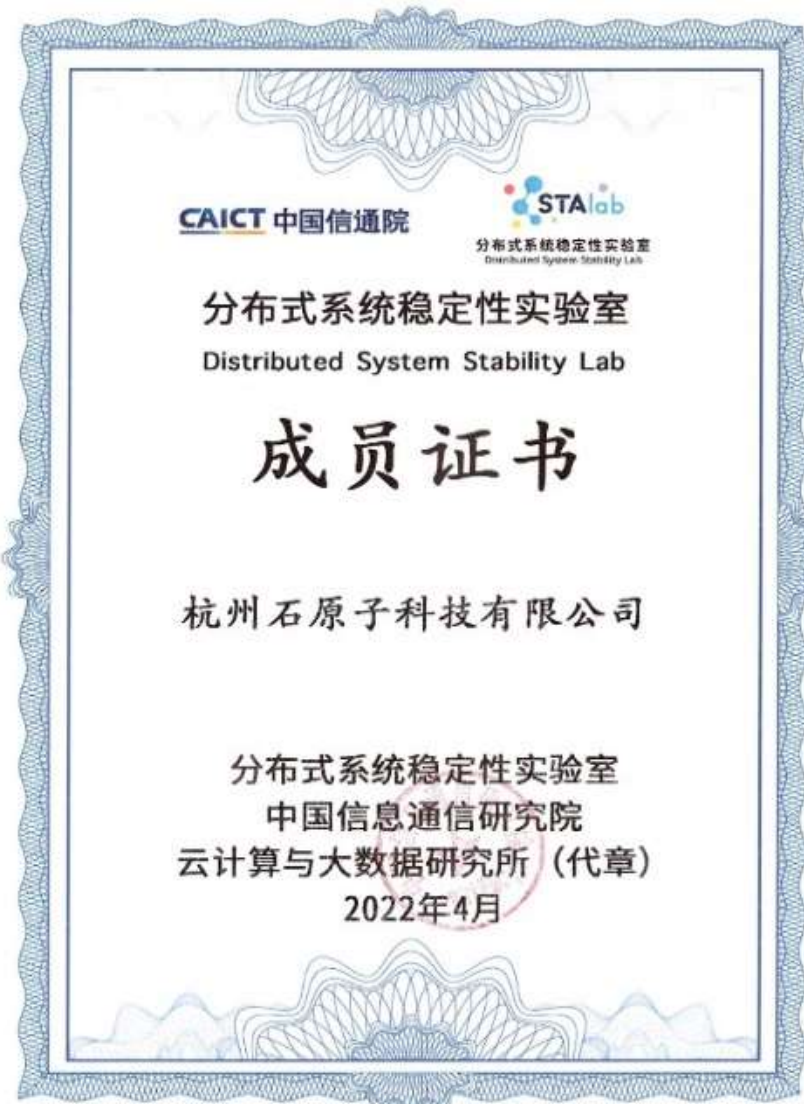 CAICT 中国信通院
STAlab
分布式系统稳定性实验室
Distributed System Stability Lab
分布式系统稳定性实验室
Distributed System Stability Lab
成员证书
杭州石原子科技有限公司
分布式系统稳定性实验室
中国信息通信研究院
云计算与大数据研究所（代章）
2022年4月